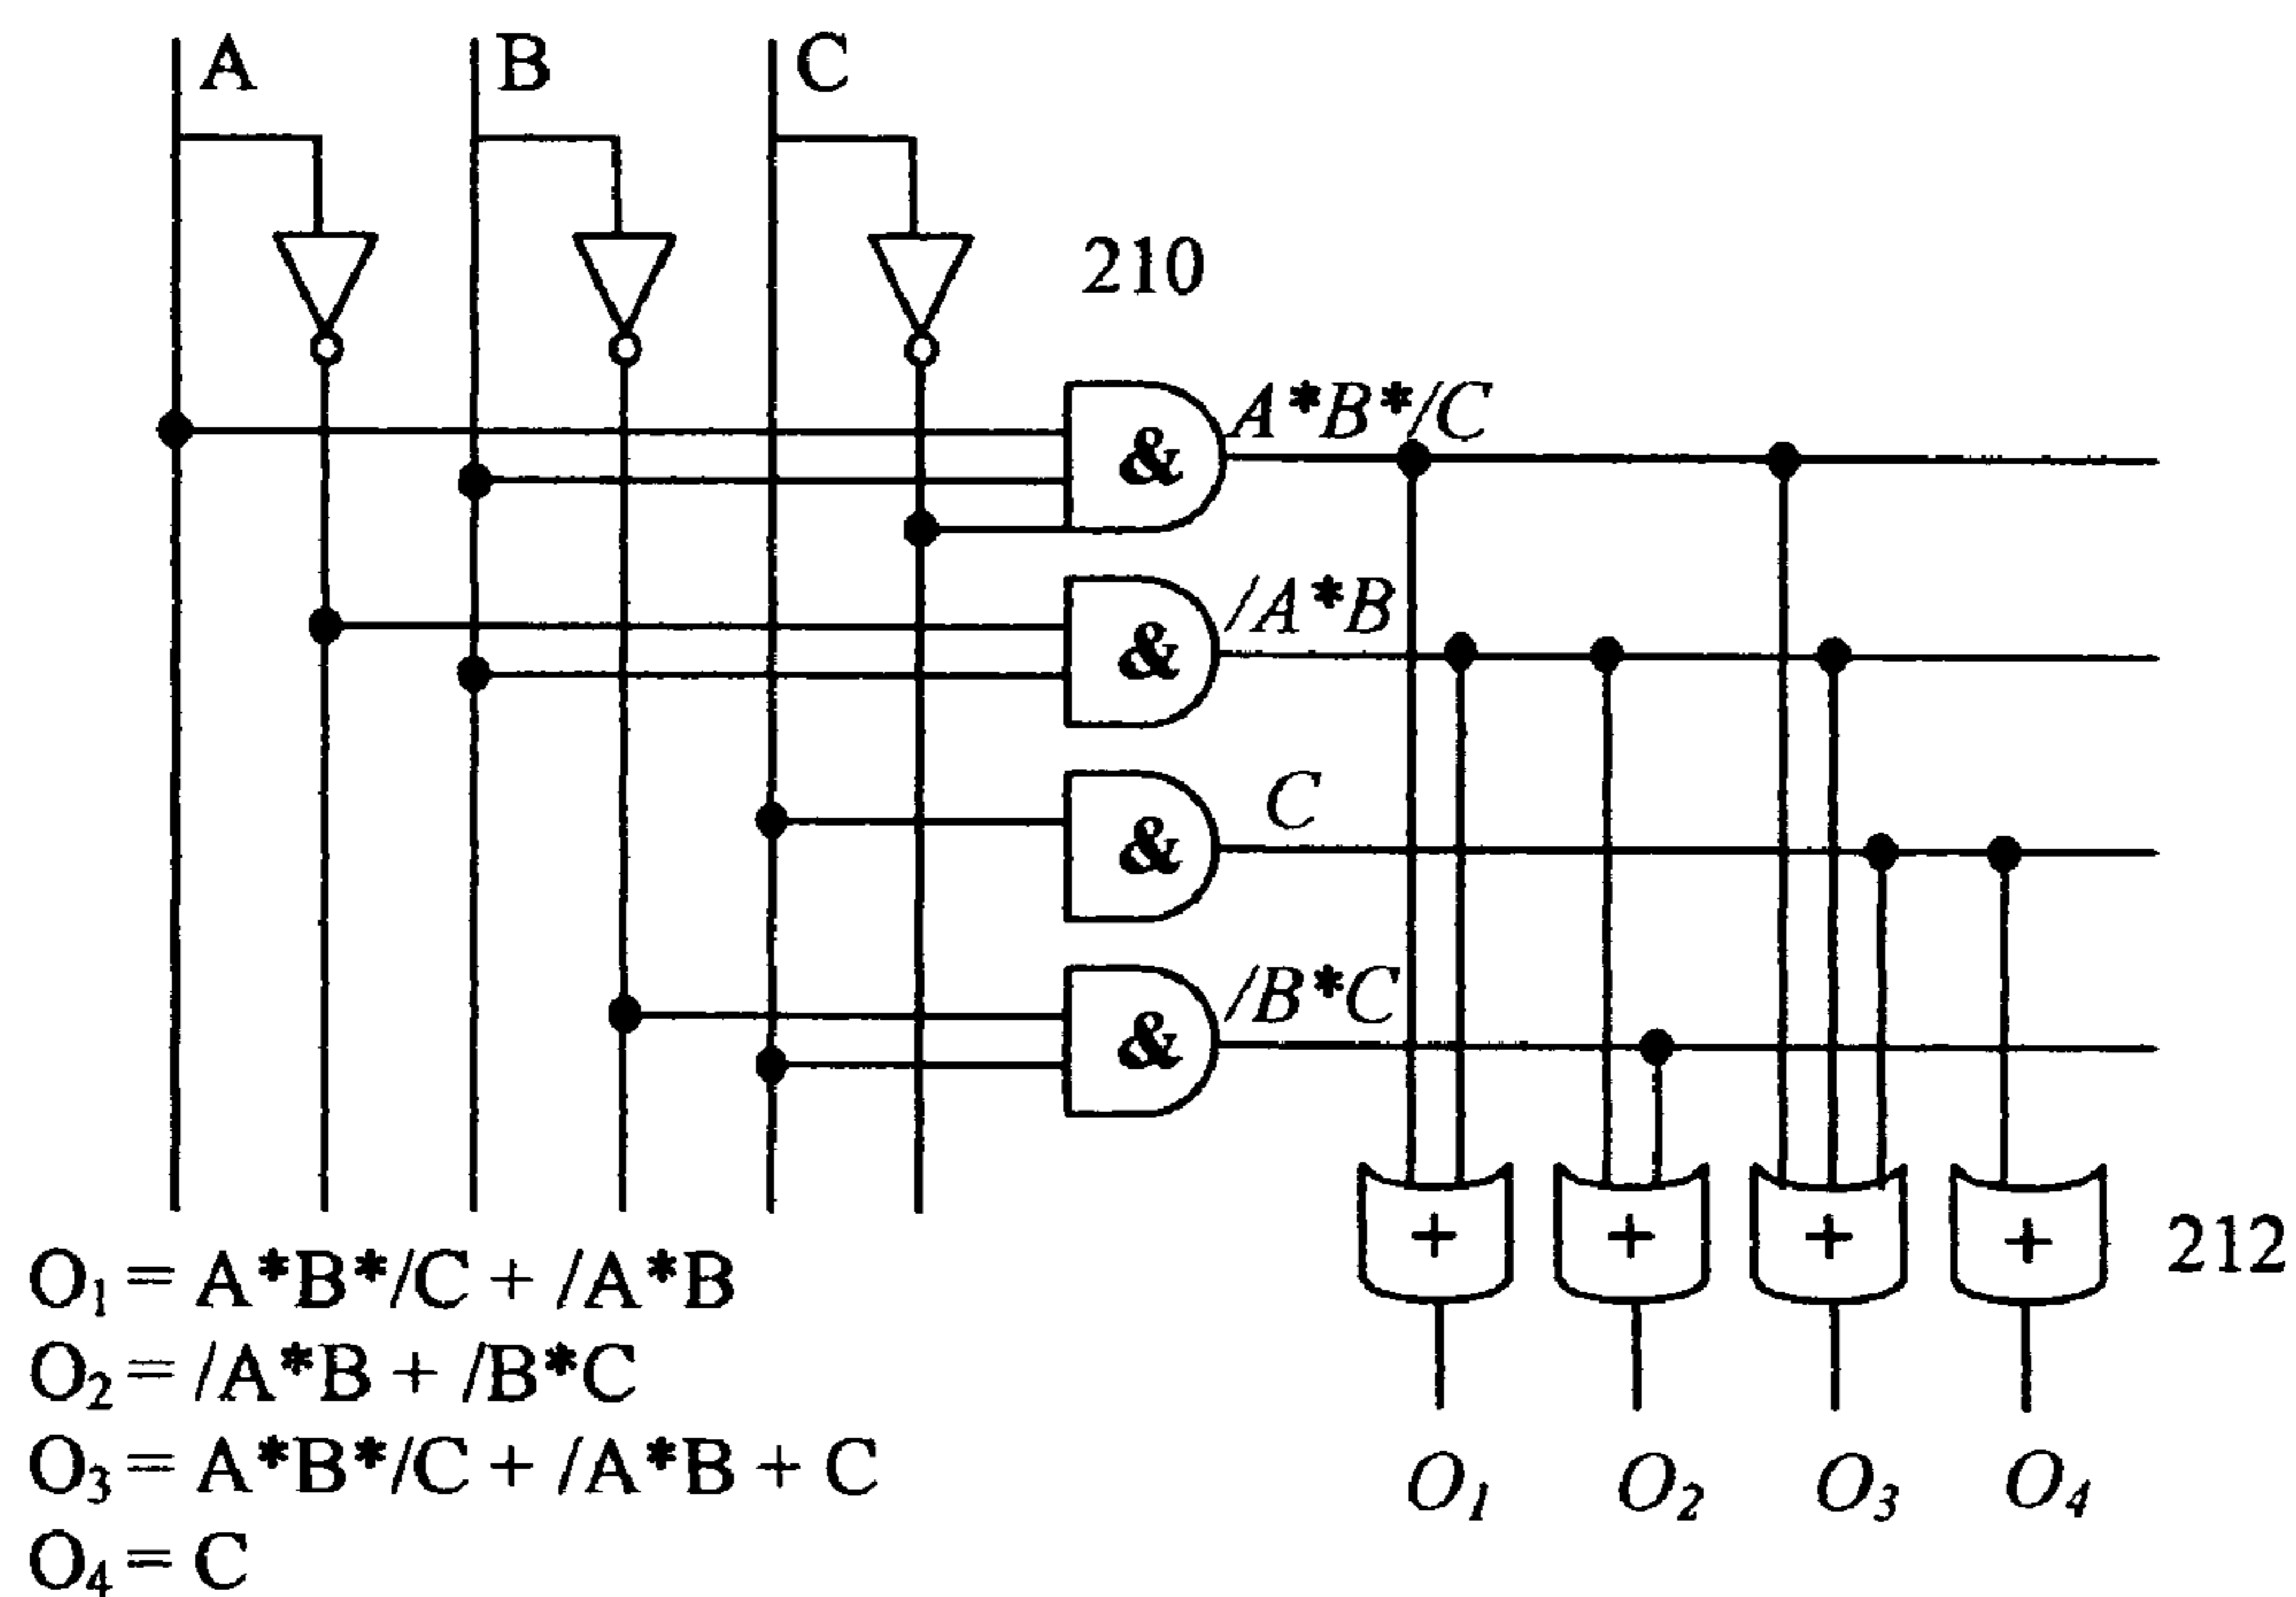 A
B
C
210
A*B*/C
&
/A*B
&
C
&
/B*C
&
+
+
+
+
212
O₁ = A*B*/C + /A*B
O₂ = /A*B + /B*C
O₃ = A*B*/C + /A*B + C
O₄ = C
O₁
O₂
O₃
O₄